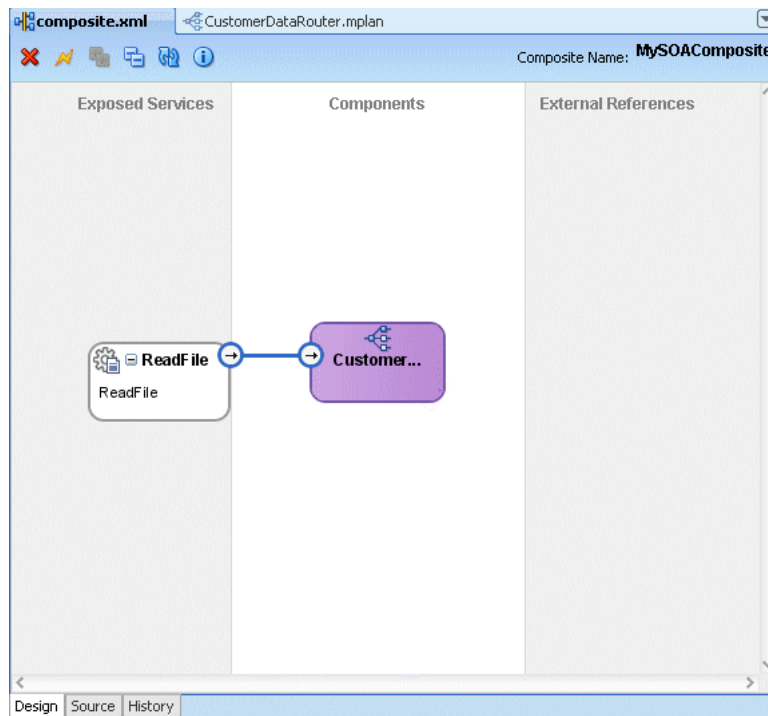 composite.xml
CustomerDataRouter.mplan
Composite Name: MySOAComposite
Exposed Services
Components
External References
ReadFile
ReadFile
Customer...
Design Source History